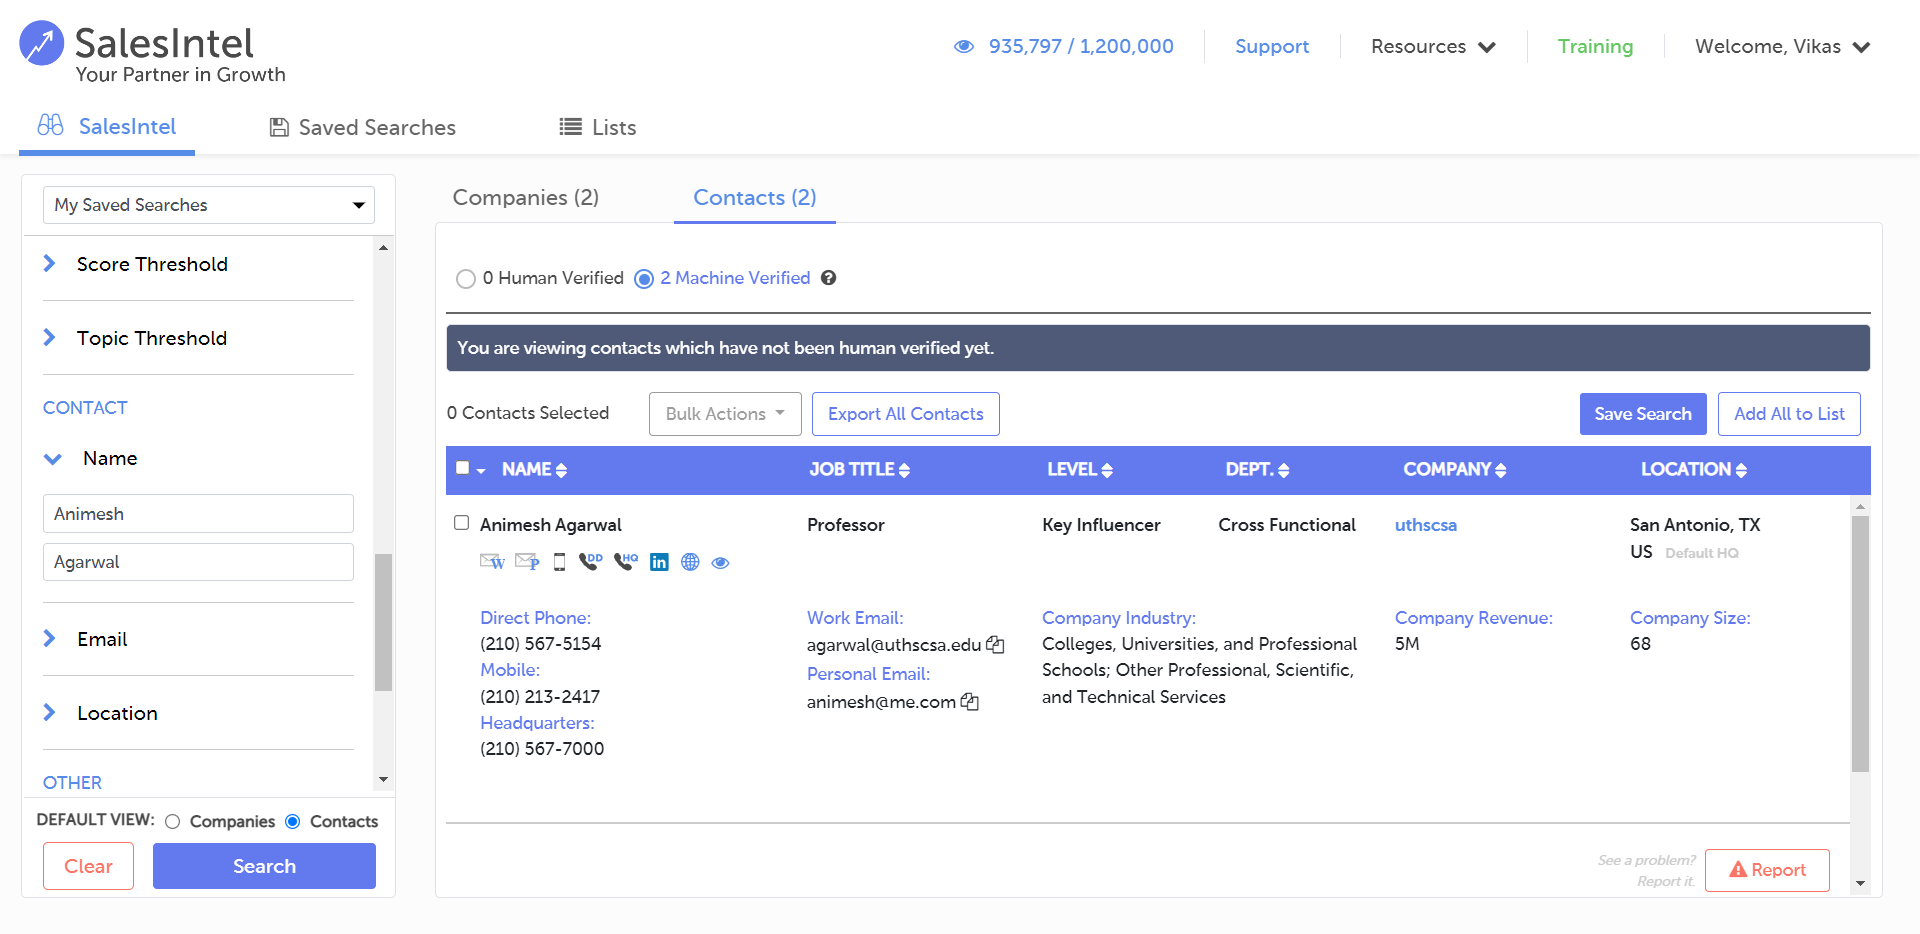 SalesIntel
Your Partner in Growth
935,797 / 1,200,000
Support
Resources
Training
Welcome, Vikas
SalesIntel
Saved Searches
Lists
My Saved Searches
Score Threshold
Topic Threshold
CONTACT
Name
Animesh
Agarwal
Email
Location
OTHER
DEFAULT VIEW: Companies Contacts
Clear
Search
Companies (2)
Contacts (2)
0 Human Verified
2 Machine Verified ?
You are viewing contacts which have not been human verified yet.
0 Contacts Selected
Bulk Actions
Export All Contacts
Save Search
Add All to List
NAME JOB TITLE LEVEL DEPT. COMPANY LOCATION
Animesh Agarwal
Professor
Key Influencer
Cross Functional
uthscsa
San Antonio, TX
US Default HQ
W P DD HQ in
Direct Phone:
(210) 567-5154
Mobile:
(210) 213-2417
Headquarters:
(210) 567-7000
Work Email:
agarwal@uthscsa.edu
Personal Email:
animesh@me.com
Company Industry:
Colleges, Universities, and Professional
Schools; Other Professional, Scientific,
and Technical Services
Company Revenue:
5M
Company Size:
68
See a problem?
Report it.
Report